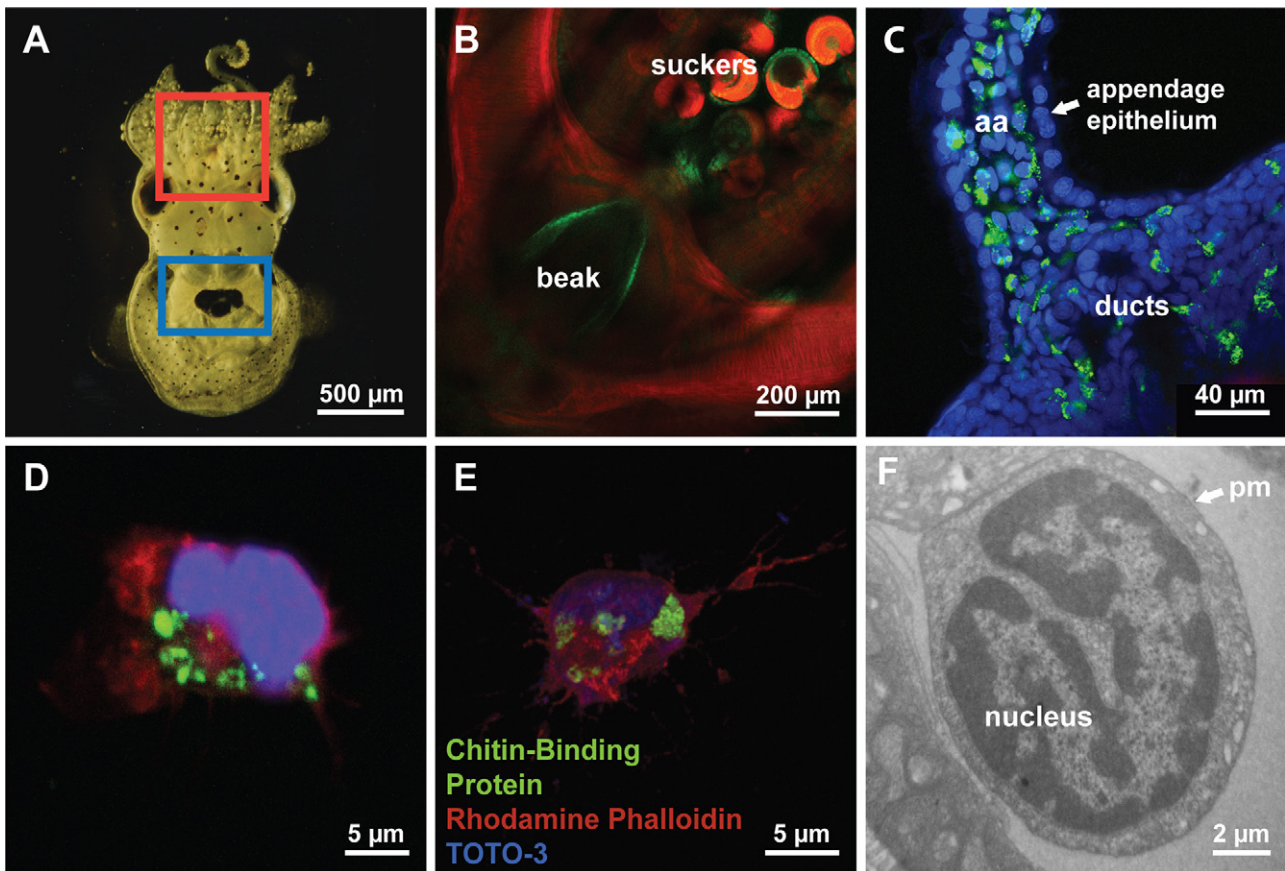 A
500 µm
B
suckers
beak
200 µm
C
appendage
epithelium
aa
ducts
40 µm
D
5 µm
E
Chitin-Binding
Protein
Rhodamine Phalloidin
TOTO-3
5 µm
F
pm
nucleus
2 µm